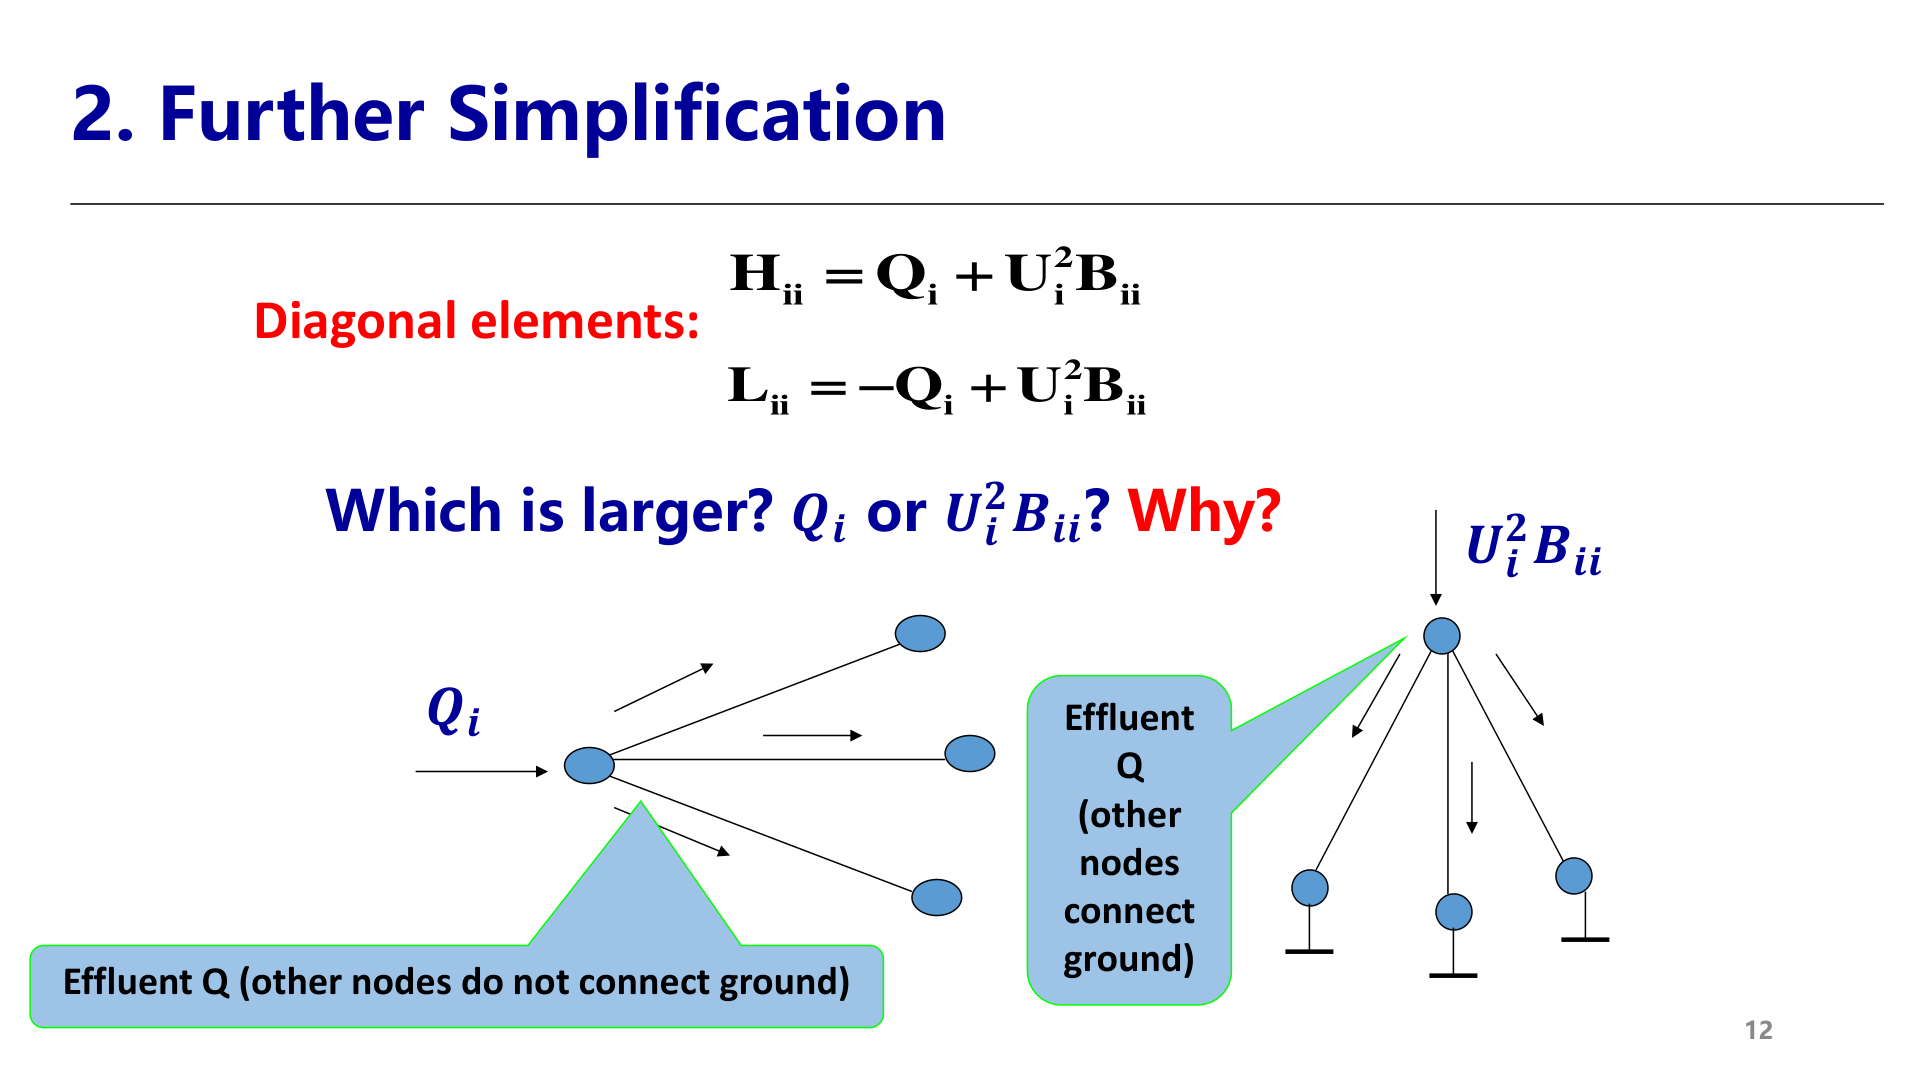 2. Further Simplification
H_ii = Q_i + U_i^2 B_ii
Diagonal elements:
L_ii = −Q_i + U_i^2 B_ii
Which is larger? Q_i or U_i^2 B_ii? Why?
U_i^2 B_ii
Q_i
Effluent
Q
(other
nodes
connect
ground)
Effluent Q (other nodes do not connect ground)
12